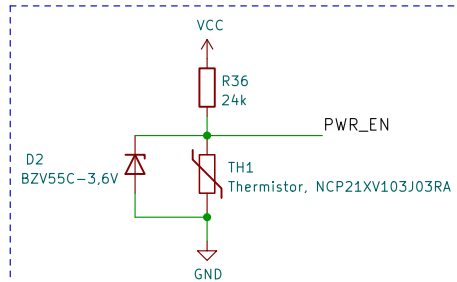 VCC
R36
24k
PWR_EN
D2
BZV55C-3,6V
TH1
Thermistor, NCP21XV103J03RA
GND